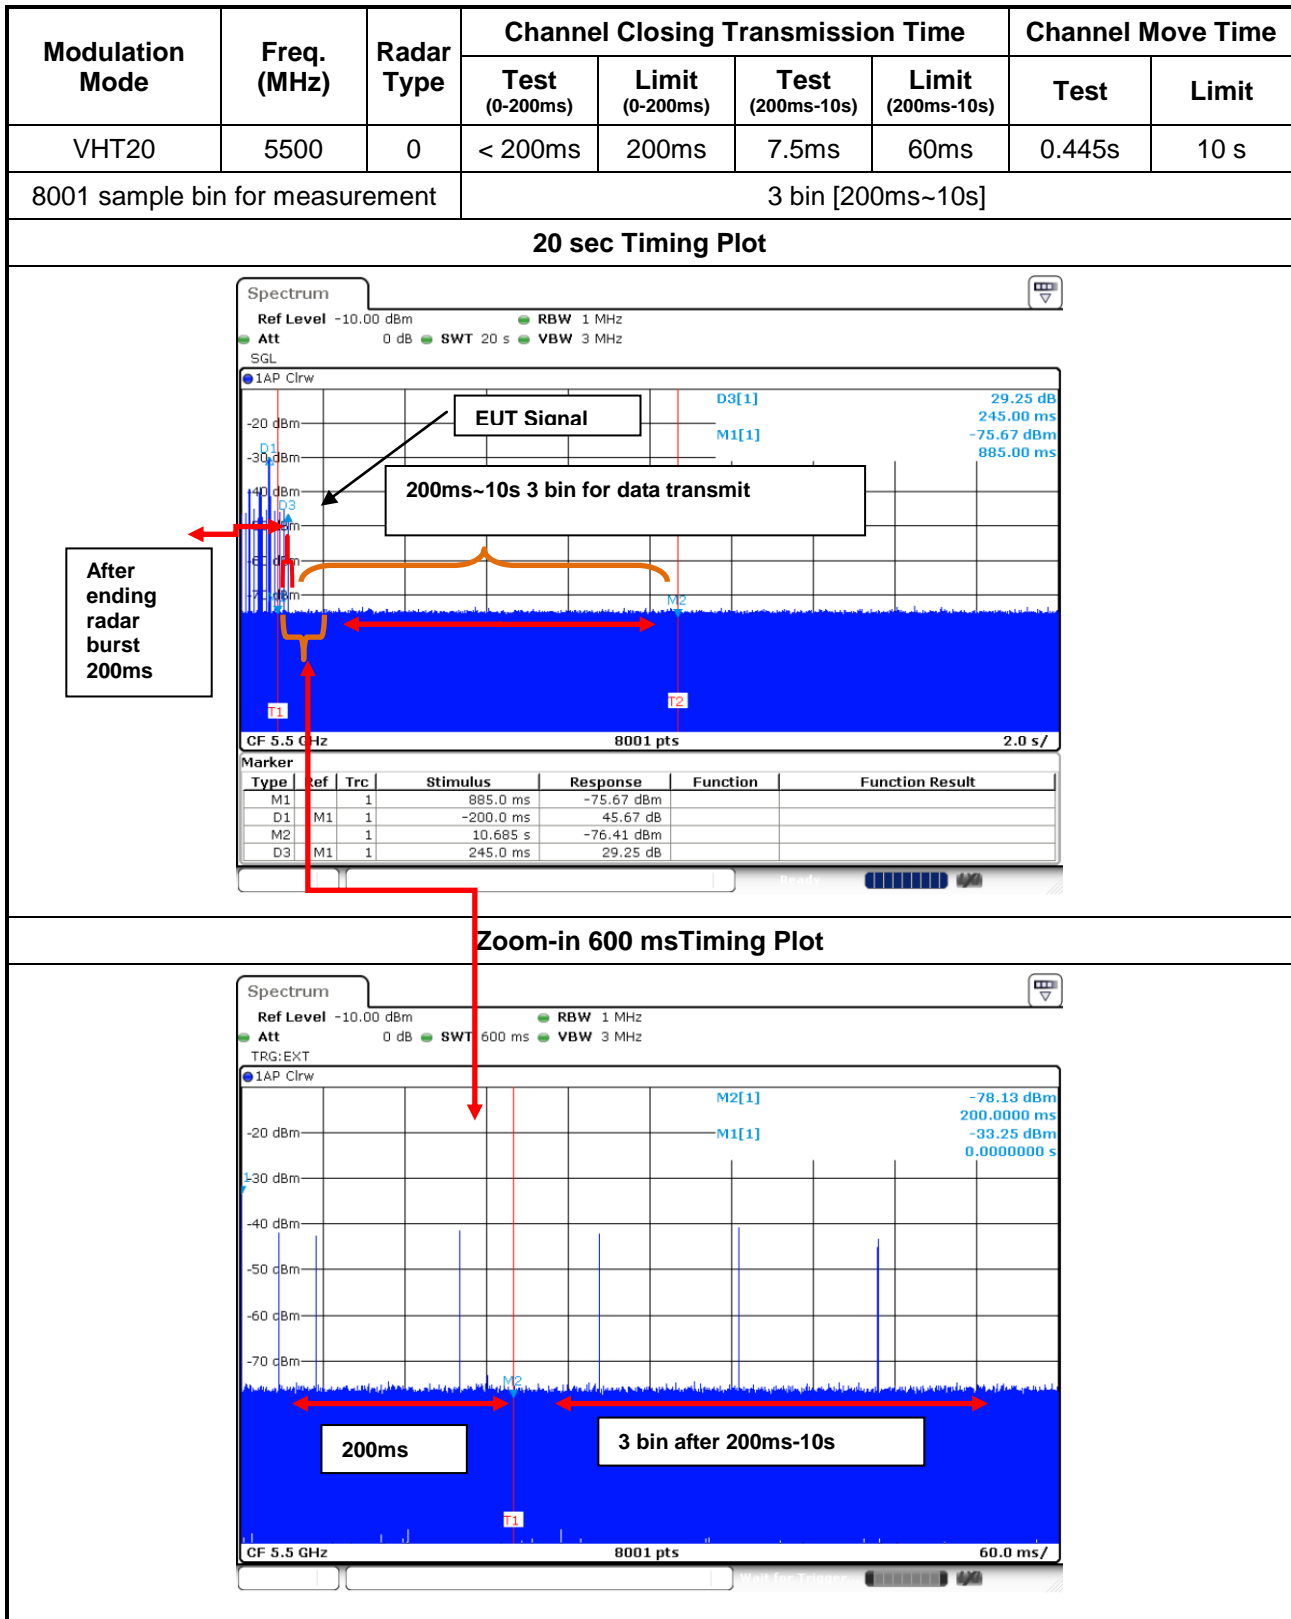 Modulation Mode
Freq. (MHz)
Radar Type
Channel Closing Transmission Time
Channel Move Time
Test (0-200ms)
Limit (0-200ms)
Test (200ms-10s)
Limit (200ms-10s)
Test
Limit
VHT20 5500 0 < 200ms 200ms 7.5ms 60ms 0.445s 10 s
8001 sample bin for measurement 3 bin [200ms~10s]
20 sec Timing Plot
Spectrum
Ref Level -10.00 dBm RBW 1 MHz
Att 0 dB SWT 20 s VBW 3 MHz
SGL
1AP Clrw
D3[1] 29.25 dB
245.00 ms
M1[1] -75.67 dBm
885.00 ms
-20 dBm
EUT Signal
D1
-30 dBm
200ms~10s 3 bin for data transmit
-40 dBm
D3
After
ending
radar
burst
200ms
M2
T1
T2
CF 5.5 GHz 8001 pts 2.0 s/
Marker
Type Ref Trc Stimulus Response Function Function Result
M1 1 885.0 ms -75.67 dBm
D1 M1 1 -200.0 ms 45.67 dB
M2 1 10.685 s -76.41 dBm
D3 M1 1 245.0 ms 29.25 dB
Ready
Zoom-in 600 msTiming Plot
Spectrum
Ref Level -10.00 dBm RBW 1 MHz
Att 0 dB SWT 600 ms VBW 3 MHz
TRG:EXT
1AP Clrw
M2[1] -78.13 dBm
200.0000 ms
M1[1] -33.25 dBm
0.0000000 s
-20 dBm
-30 dBm
-40 dBm
-50 dBm
-60 dBm
-70 dBm
M2
200ms
3 bin after 200ms-10s
T1
CF 5.5 GHz 8001 pts 60.0 ms/
Wait for Trigger